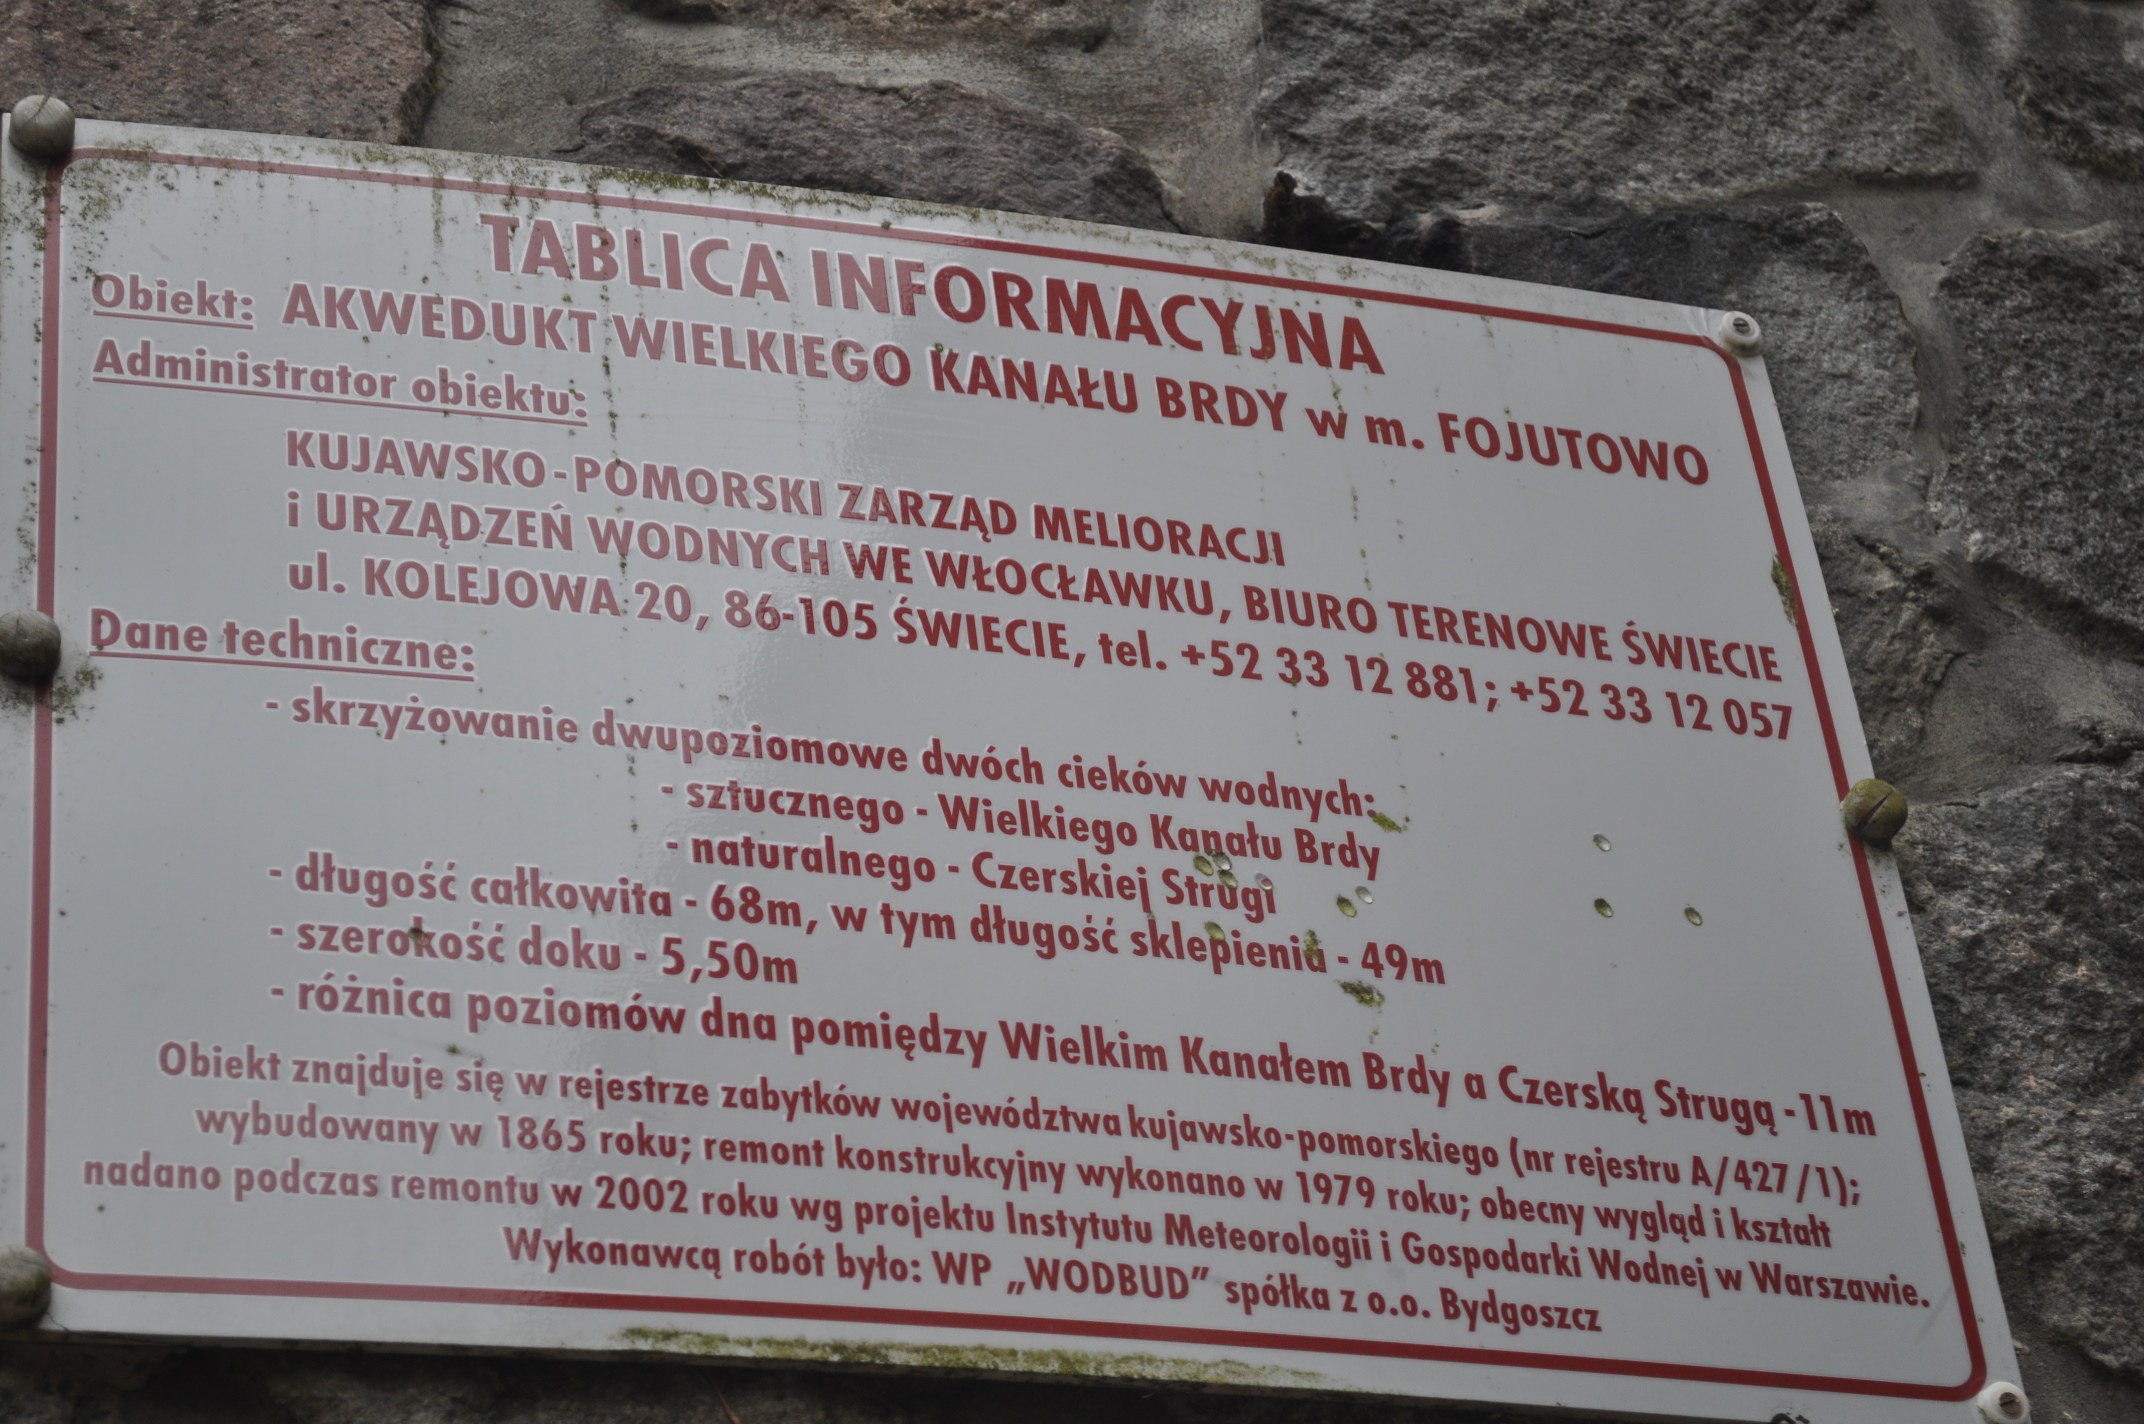 TABLICA INFORMACYJNA
Obiekt: AKWEDUKT WIELKIEGO KANAŁU BRDY w m. FOJUTOWO
Administrator obiektu:
KUJAWSKO-POMORSKI ZARZĄD MELIORACJI
i URZĄDZEŃ WODNYCH WE WŁOCŁAWKU, BIURO TERENOWE ŚWIECIE
ul. KOLEJOWA 20, 86-105 ŚWIECIE, tel. +52 33 12 881; +52 33 12 057
Dane techniczne:
- skrzyżowanie dwupoziomowe dwóch cieków wodnych:
- sztucznego - Wielkiego Kanału Brdy
- naturalnego - Czerskiej Strugi
- długość całkowita - 68m, w tym długość sklepienia - 49m
- szerokość doku - 5,50m
- różnica poziomów dna pomiędzy Wielkim Kanałem Brdy a Czerską Strugą -11m
Obiekt znajduje się w rejestrze zabytków województwa kujawsko-pomorskiego (nr rejestru A/427/1);
wybudowany w 1865 roku; remont konstrukcyjny wykonano w 1979 roku; obecny wygląd i kształt
nadano podczas remontu w 2002 roku wg projektu Instytutu Meteorologii i Gospodarki Wodnej w Warszawie.
Wykonawcą robót było: WP „WODBUD” spółka z o.o. Bydgoszcz